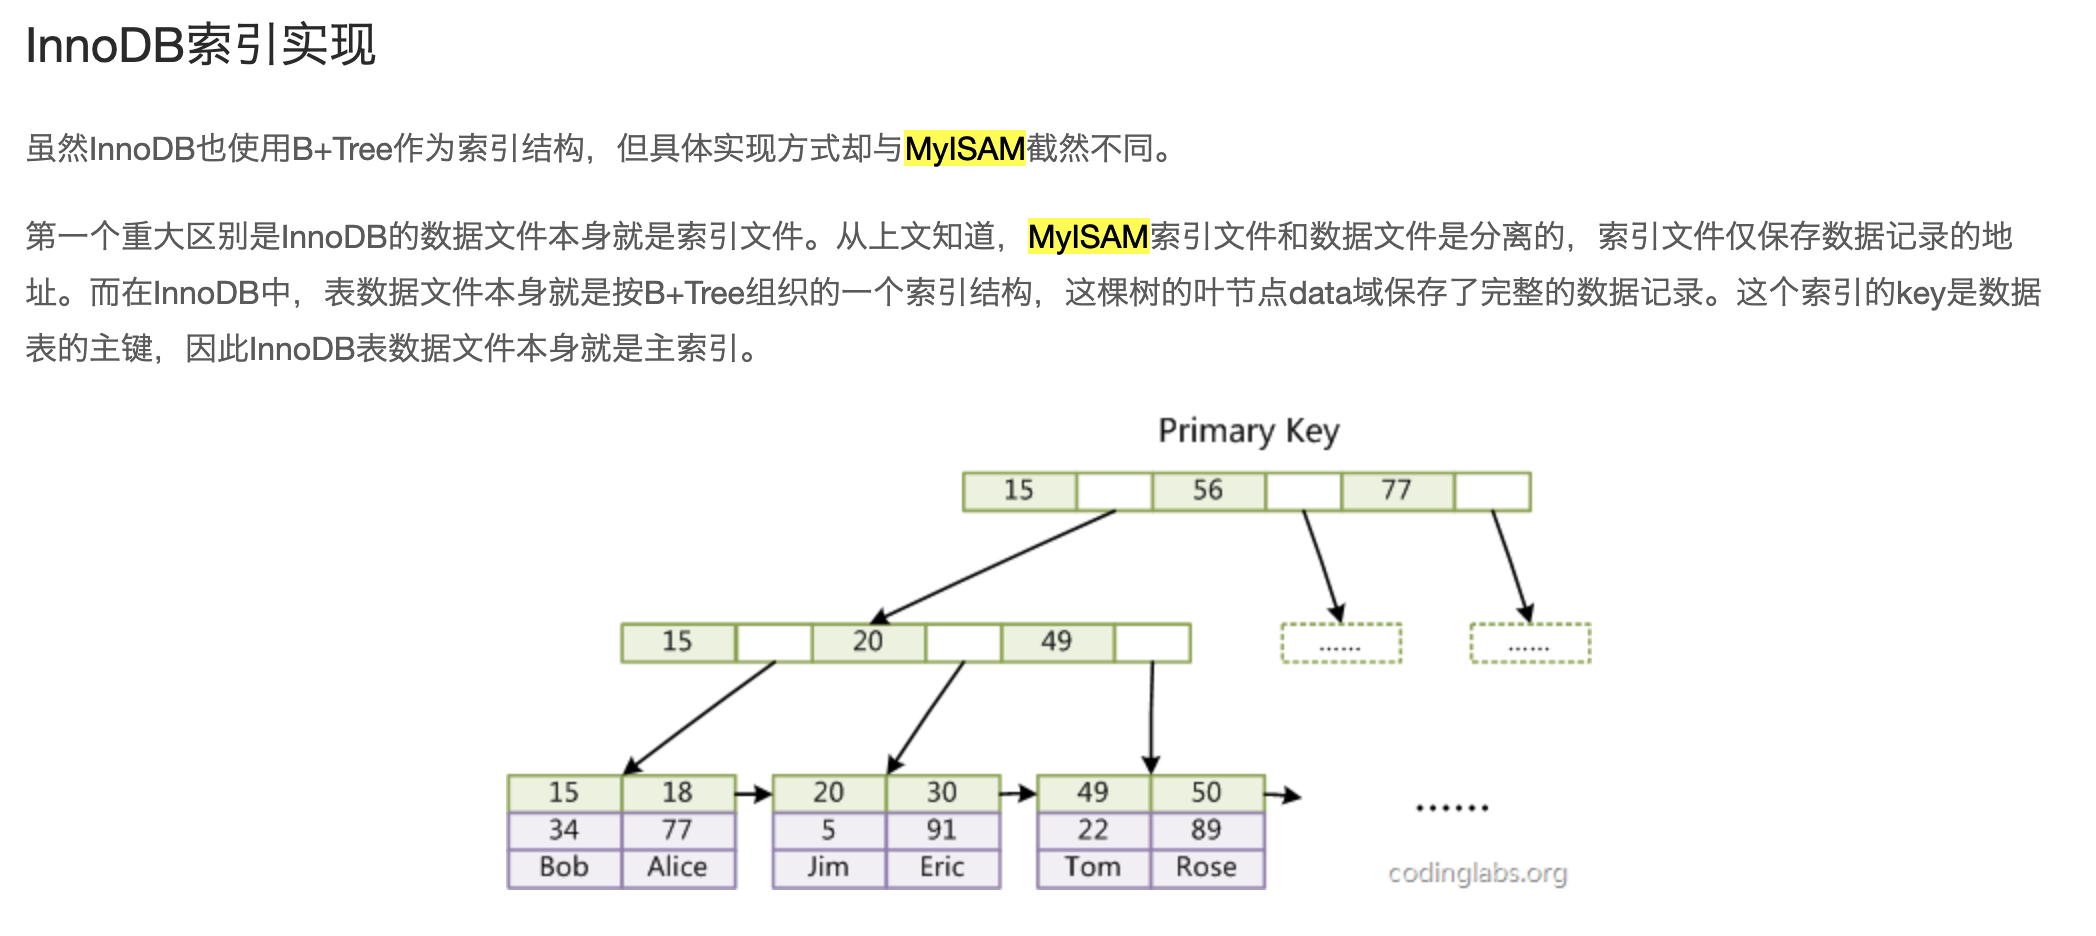 InnoDB索引实现
虽然InnoDB也使用B+Tree作为索引结构，但具体实现方式却与MyISAM截然不同。
第一个重大区别是InnoDB的数据文件本身就是索引文件。从上文知道，MyISAM索引文件和数据文件是分离的，索引文件仅保存数据记录的地
址。而在InnoDB中，表数据文件本身就是按B+Tree组织的一个索引结构，这棵树的叶节点data域保存了完整的数据记录。这个索引的key是数据
表的主键，因此InnoDB表数据文件本身就是主索引。
Primary Key
15 56 77
15 20 49 ...... ......
15 18 20 30 49 50 ......
34 77 5 91 22 89
Bob Alice Jim Eric Tom Rose
codinglabs.org